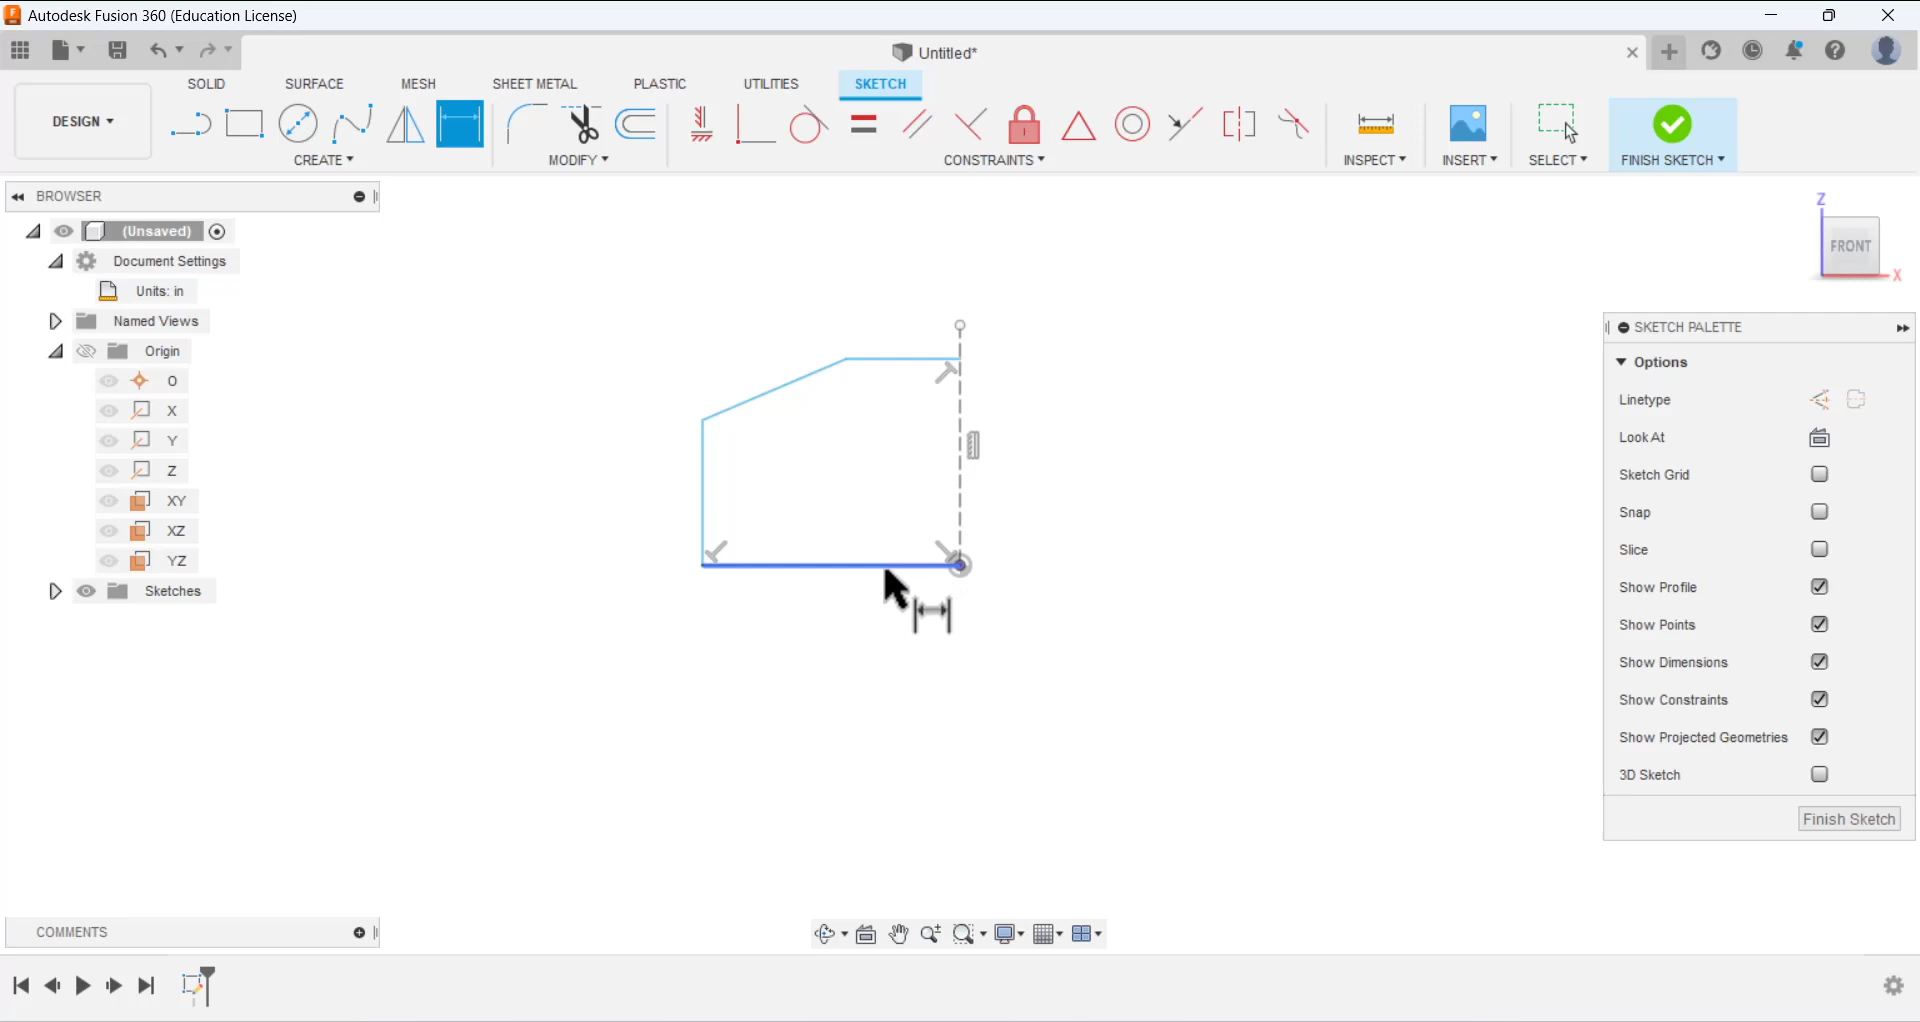 Autodesk Fusion 360 (Education License)
Untitled*
SOLID
SURFACE
MESH
SHEET METAL
PLASTIC
UTILITIES
SKETCH
DESIGN
CREATE
MODIFY
CONSTRAINTS
INSPECT
INSERT
SELECT
FINISH SKETCH
BROWSER
(Unsaved)
Document Settings
Units: in
Named Views
Origin
O
X
Y
Z
XY
XZ
YZ
Sketches
Z
FRONT
X
SKETCH PALETTE
Options
Linetype
Look At
Sketch Grid
Snap
Slice
Show Profile
Show Points
Show Dimensions
Show Constraints
Show Projected Geometries
3D Sketch
Finish Sketch
COMMENTS